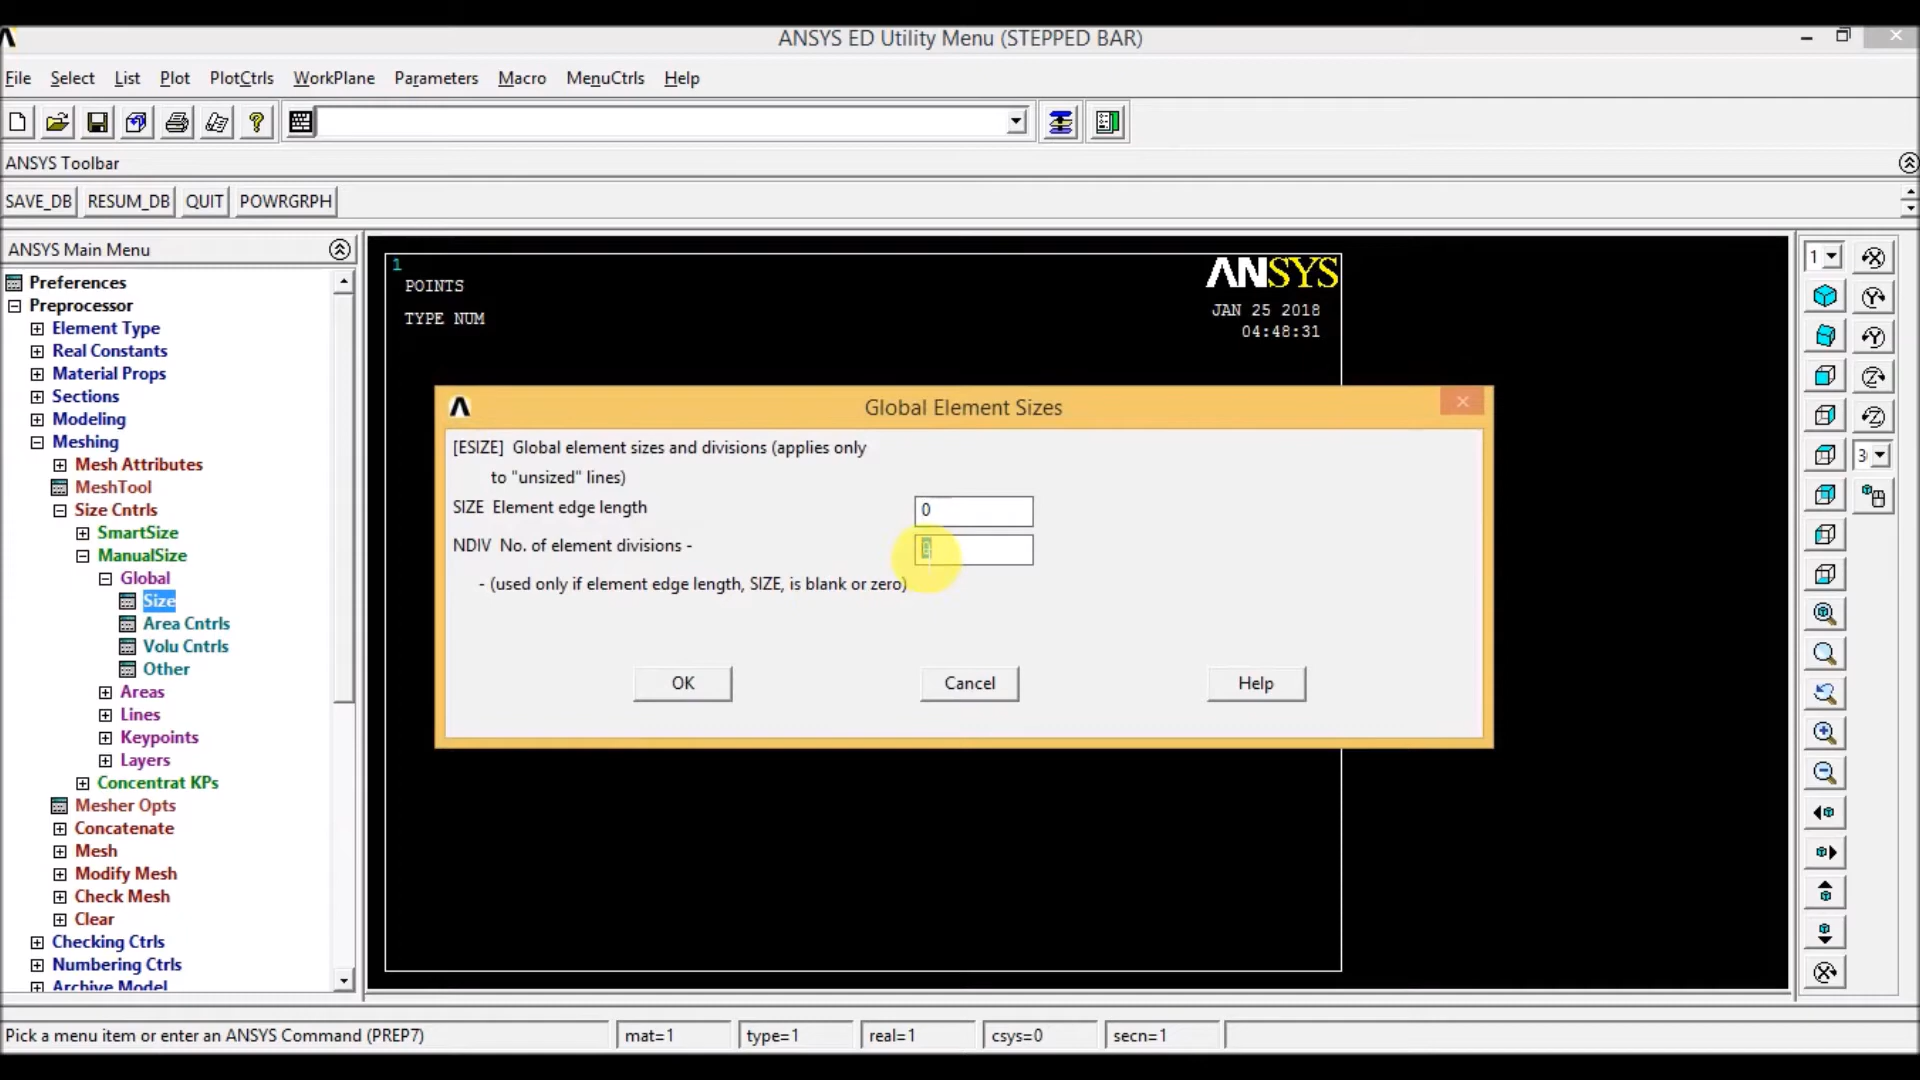 ANSYS ED Utility Menu (STEPPED BAR)
File Select List Plot PlotCtrls WorkPlane Parameters Macro MenuCtrls Help
ANSYS Toolbar
SAVE_DB RESUM_DB QUIT POWRGRPH
ANSYS Main Menu
Preferences
Preprocessor
Element Type
Real Constants
Material Props
Sections
Modeling
Meshing
Mesh Attributes
MeshTool
Size Cntrls
SmartSize
ManualSize
Global
Size
Area Cntrls
Volu Cntrls
Other
Areas
Lines
Keypoints
Layers
Concentrat KPs
Mesher Opts
Concatenate
Mesh
Modify Mesh
Check Mesh
Clear
Checking Ctrls
Numbering Ctrls
Archive Model
1
POINTS
TYPE NUM
ANSYS
JAN 25 2018
04:48:31
Global Element Sizes
[ESIZE] Global element sizes and divisions (applies only
to "unsized" lines)
SIZE Element edge length 0
NDIV No. of element divisions -
- (used only if element edge length, SIZE, is blank or zero)
OK Cancel Help
1
3
Pick a menu item or enter an ANSYS Command (PREP7) mat=1 type=1 real=1 csys=0 secn=1